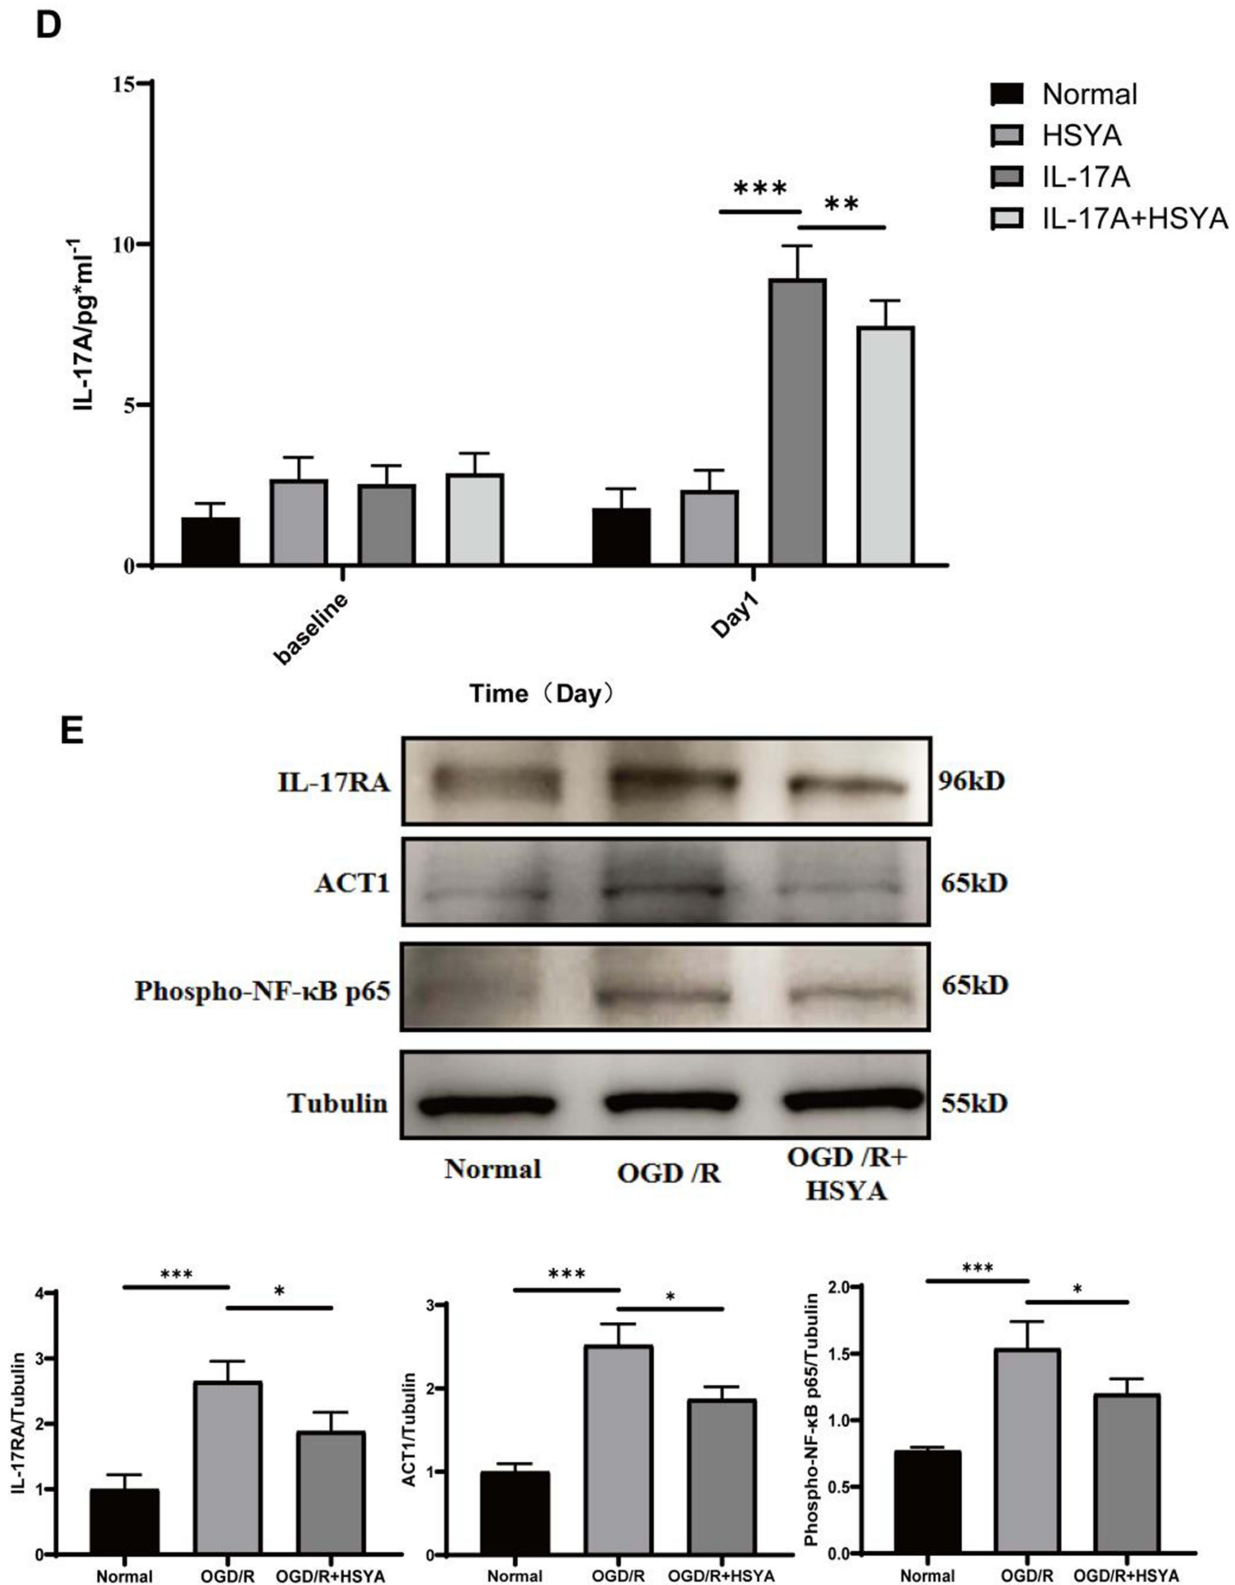 D
15
10
5
0
IL-17A/pg*ml-1
Normal
HSYA
IL-17A
IL-17A+HSYA
***
**
baseline
Day1
Time（Day）
E
IL-17RA
96kD
ACT1
65kD
Phospho-NF-κB p65
65kD
Tubulin
55kD
Normal
OGD /R
OGD /R+
HSYA
IL-17RA/Tubulin
4
3
2
1
0
***
*
Normal
OGD/R
OGD/R+HSYA
ACT1/Tubulin
3
2
1
0
***
*
Normal
OGD/R
OGD/R+HSYA
Phospho-NF-κB p65/Tubulin
2.0
1.5
1.0
0.5
0.0
***
*
Normal
OGD/R
OGD/R+HSYA